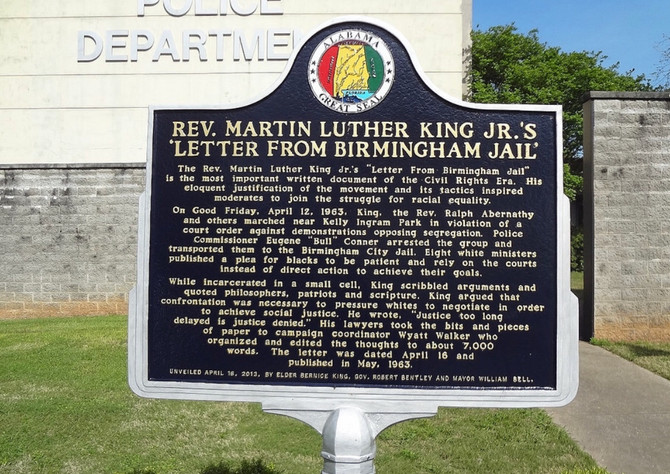 POLICE
DEPARTMEN
ALABAMA
GREAT SEAL
REV. MARTIN LUTHER KING JR.'S
'LETTER FROM BIRMINGHAM JAIL'
The Rev. Martin Luther King Jr.'s "Letter From Birmingham Jail"
is the most important written document of the Civil Rights Era. His
eloquent justification of the movement and its tactics inspired
moderates to join the struggle for racial equality.
On Good Friday, April 12, 1963, King, the Rev. Ralph Abernathy
and others marched near Kelly Ingram Park in violation of a
court order against demonstrations opposing segregation. Police
Commissioner Eugene "Bull" Conner arrested the group and
transported them to the Birmingham City Jail. Eight white ministers
published a plea for blacks to be patient and rely on the courts
instead of direct action to achieve their goals.
While incarcerated in a small cell, King scribbled arguments and
quoted philosophers, patriots and scripture. King argued that
confrontation was necessary to pressure whites to negotiate in order
to achieve social justice. He wrote, "Justice too long
delayed is justice denied." His lawyers took the bits and pieces
of paper to campaign coordinator Wyatt Walker who
organized and edited the thoughts to about 7,000
words. The letter was dated April 16 and
published in May, 1963.
UNVEILED APRIL 16, 2013, BY ELDER BERNICE KING, GOV. ROBERT BENTLEY AND MAYOR WILLIAM BELL.